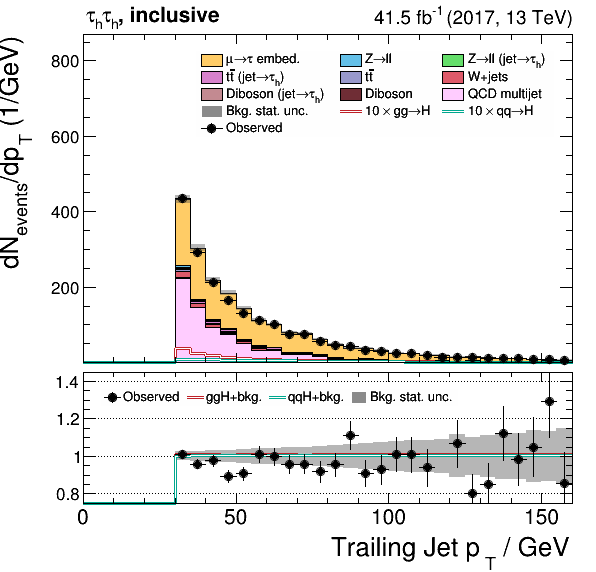 τhτh, inclusive 41.5 fb-1 (2017, 13 TeV)
dNevents/dpT (1/GeV)
800
600
400
200
μ→τ embed. Z→ll Z→ll (jet→τh)
tt̄ (jet→τh) tt̄ W+jets
Diboson (jet→τh) Diboson QCD multijet
Bkg. stat. unc. 10 × gg→H 10 × qq→H
Observed
1.4
1.2
1
0.8
Observed ggH+bkg. qqH+bkg. Bkg. stat. unc.
0 50 100 150
Trailing Jet pT / GeV